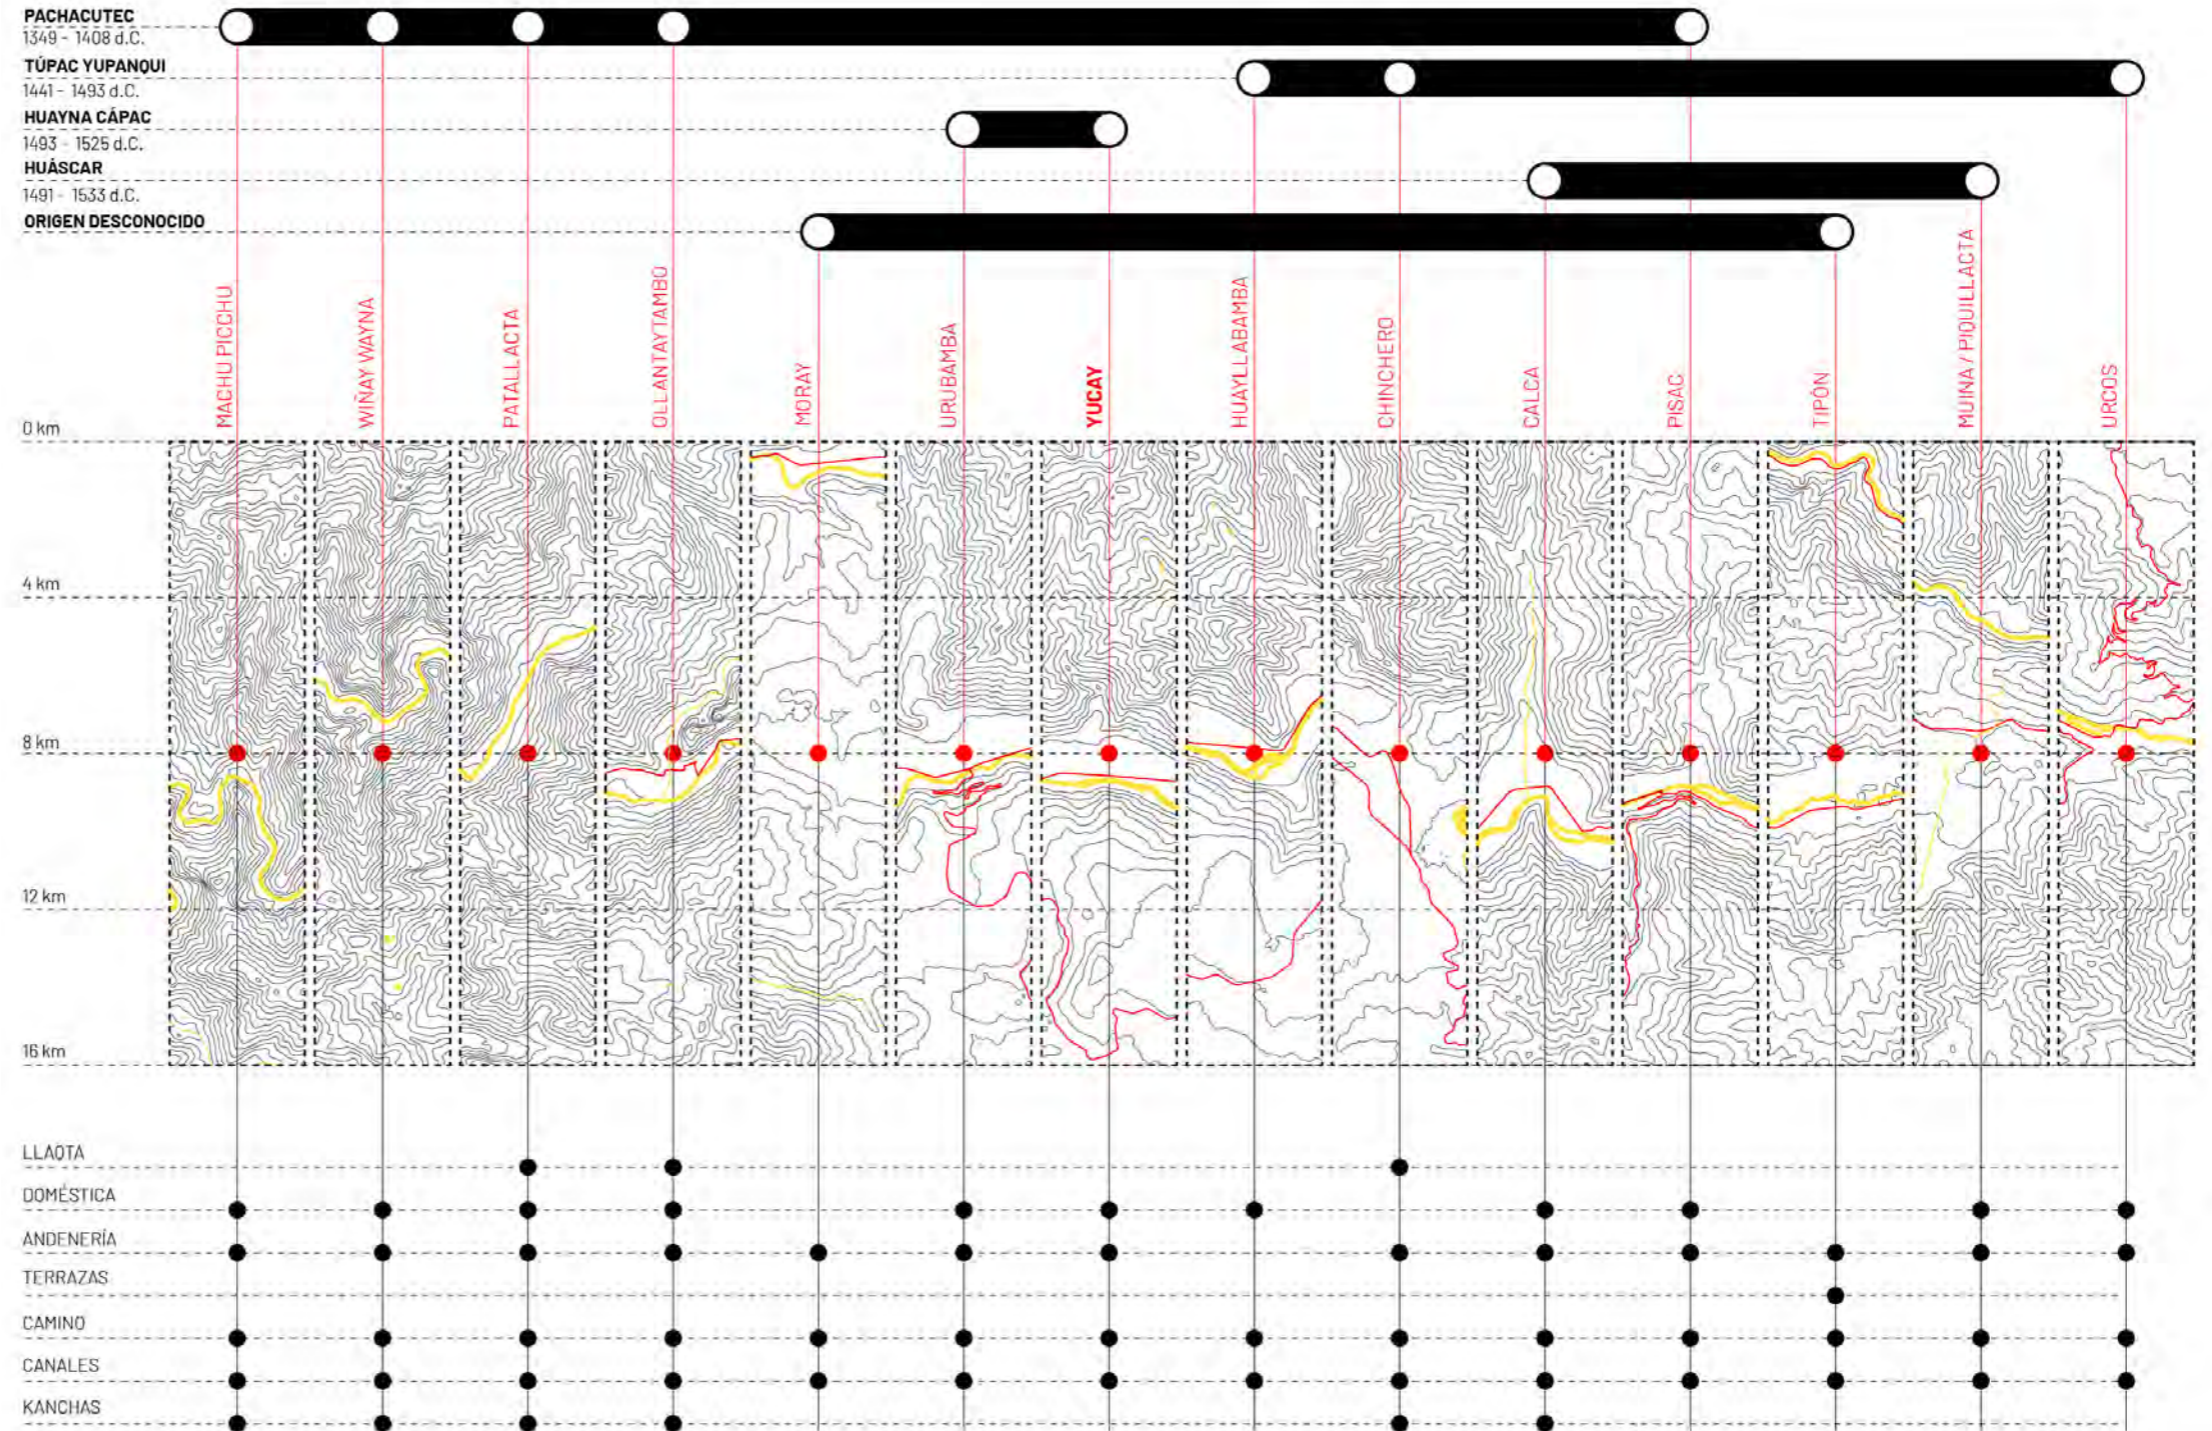 PACHACUTEC
1349 - 1408 d.C.
TÚPAC YUPANQUI
1441 - 1493 d.C.
HUAYNA CÁPAC
1493 - 1525 d.C.
HUÁSCAR
1491 - 1533 d.C.
ORIGEN DESCONOCIDO
MACHU PICCHU
WIÑAY WAYNA
PATALLACTA
OLLANTAYTAMBO
MORAY
URUBAMBA
YUCAY
HUAYLLABAMBA
CHINCHERO
CALCA
PISAC
TIPÓN
MUINA / PIQUILLACTA
URCOS
0 km
4 km
8 km
12 km
16 km
LLAQTA
DOMÉSTICA
ANDENERÍA
TERRAZAS
CAMINO
CANALES
KANCHAS